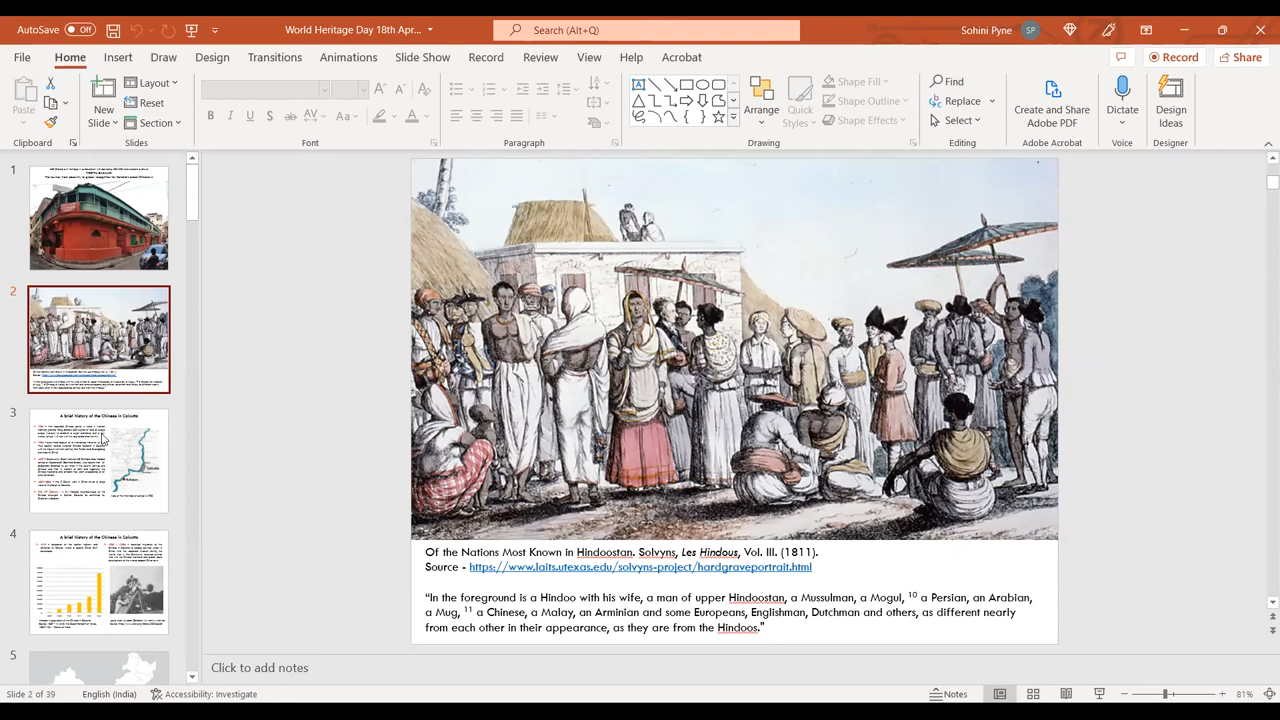 AutoSave Off World Heritage Day 18th Apr... Search (Alt+Q) Sohini Pyne SP
File Home Insert Draw Design Transitions Animations Slide Show Record Review View Help Acrobat Record Share
Paste New Slide Layout Reset Section Shape Fill Shape Outline Shape Effects Arrange Quick Styles Find Replace Select Create and Share Adobe PDF Dictate Design Ideas
Clipboard Slides Font Paragraph Drawing Editing Adobe Acrobat Voice Designer
1
2
3
A brief history of the Chinese in Calcutta
4
A brief history of the Chinese in Calcutta
5
Of the Nations Most Known in Hindoostan. Solvyns, Les Hindous, Vol. III. (1811).
Source - https://www.laits.utexas.edu/solvyns-project/hardgraveportrait.html
"In the foreground is a Hindoo with his wife, a man of upper Hindoostan, a Mussulman, a Mogul, 10 a Persian, an Arabian,
a Mug, 11 a Chinese, a Malay, an Arminian and some Europeans, Englishman, Dutchman and others, as different nearly
from each other in their appearance, as they are from the Hindoos."
Click to add notes
Slide 2 of 39 English (India) Accessibility: Investigate Notes 81%